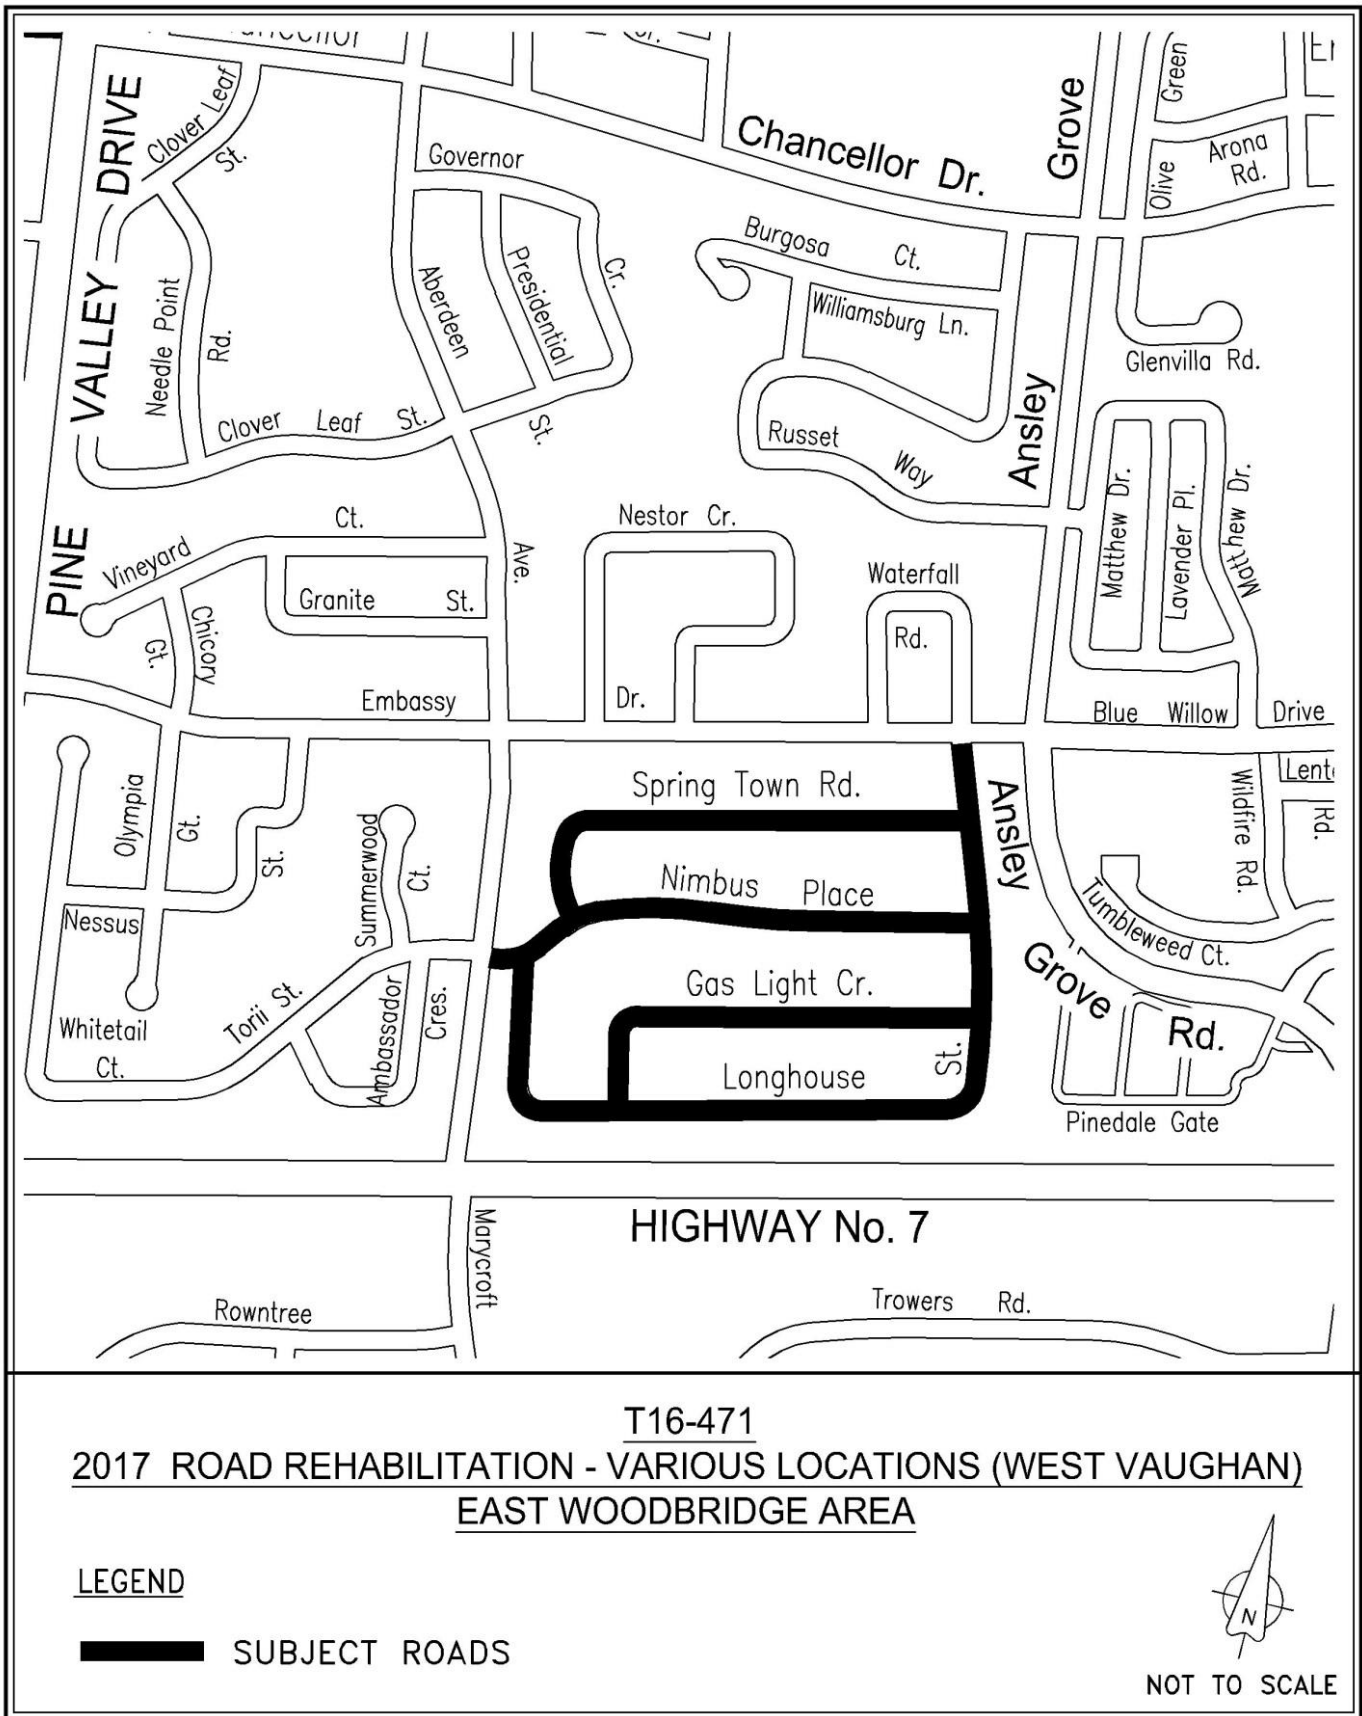 Chancellor
Clover Leaf
St.
PINE VALLEY DRIVE
Needle Point
Rd.
Clover Leaf St.
Governor
Cr.
Presidential
St.
Aberdeen
Ave.
Chancellor Dr.
Grove
Green
Olive
Arona
Rd.
Burgosa Ct.
Williamsburg Ln.
Glenvilla Rd.
Russet Way
Ansley
Matthew Dr.
Lavender Pl.
Matthew Dr.
Vineyard Ct.
Granite St.
Chicory
Gt.
Nestor Cr.
Waterfall
Rd.
Embassy Dr.
Blue Willow Drive
Olympia
Gt.
St.
Nessus
Whitetail
Ct.
Summerwood
Ct.
Torii St.
Ambassador
Cres.
Spring Town Rd.
Nimbus Place
Gas Light Cr.
Longhouse
St.
Ansley
Grove
Rd.
Wildfire Rd.
Rd.
Tumbleweed Ct.
Pinedale Gate
HIGHWAY No. 7
Marycroft
Rowntree
Trowers Rd.
T16-471
2017 ROAD REHABILITATION - VARIOUS LOCATIONS (WEST VAUGHAN)
EAST WOODBRIDGE AREA
LEGEND
SUBJECT ROADS
N
NOT TO SCALE